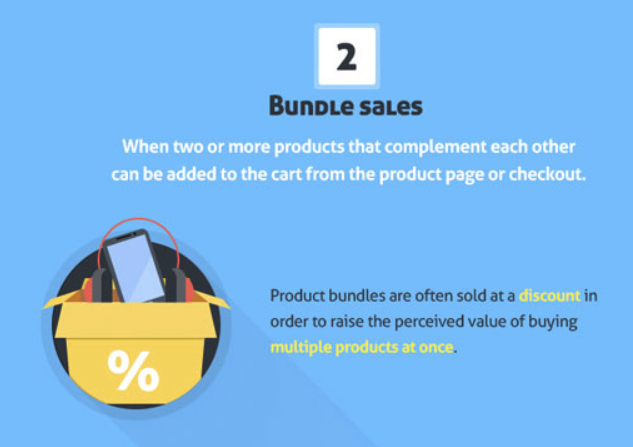 2
Bundle sales
When two or more products that complement each other
can be added to the cart from the product page or checkout.
Product bundles are often sold at a discount in
order to raise the perceived value of buying
multiple products at once.
%